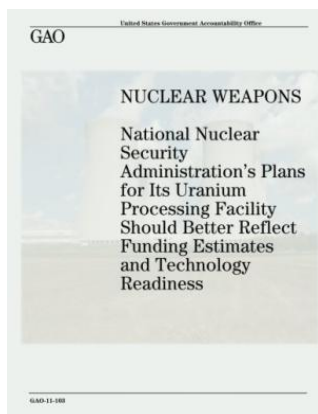 United States Government Accountability Office
GAO
NUCLEAR WEAPONS
National Nuclear
Security
Administration's Plans
for Its Uranium
Processing Facility
Should Better Reflect
Funding Estimates
and Technology
Readiness
GAO-11-103